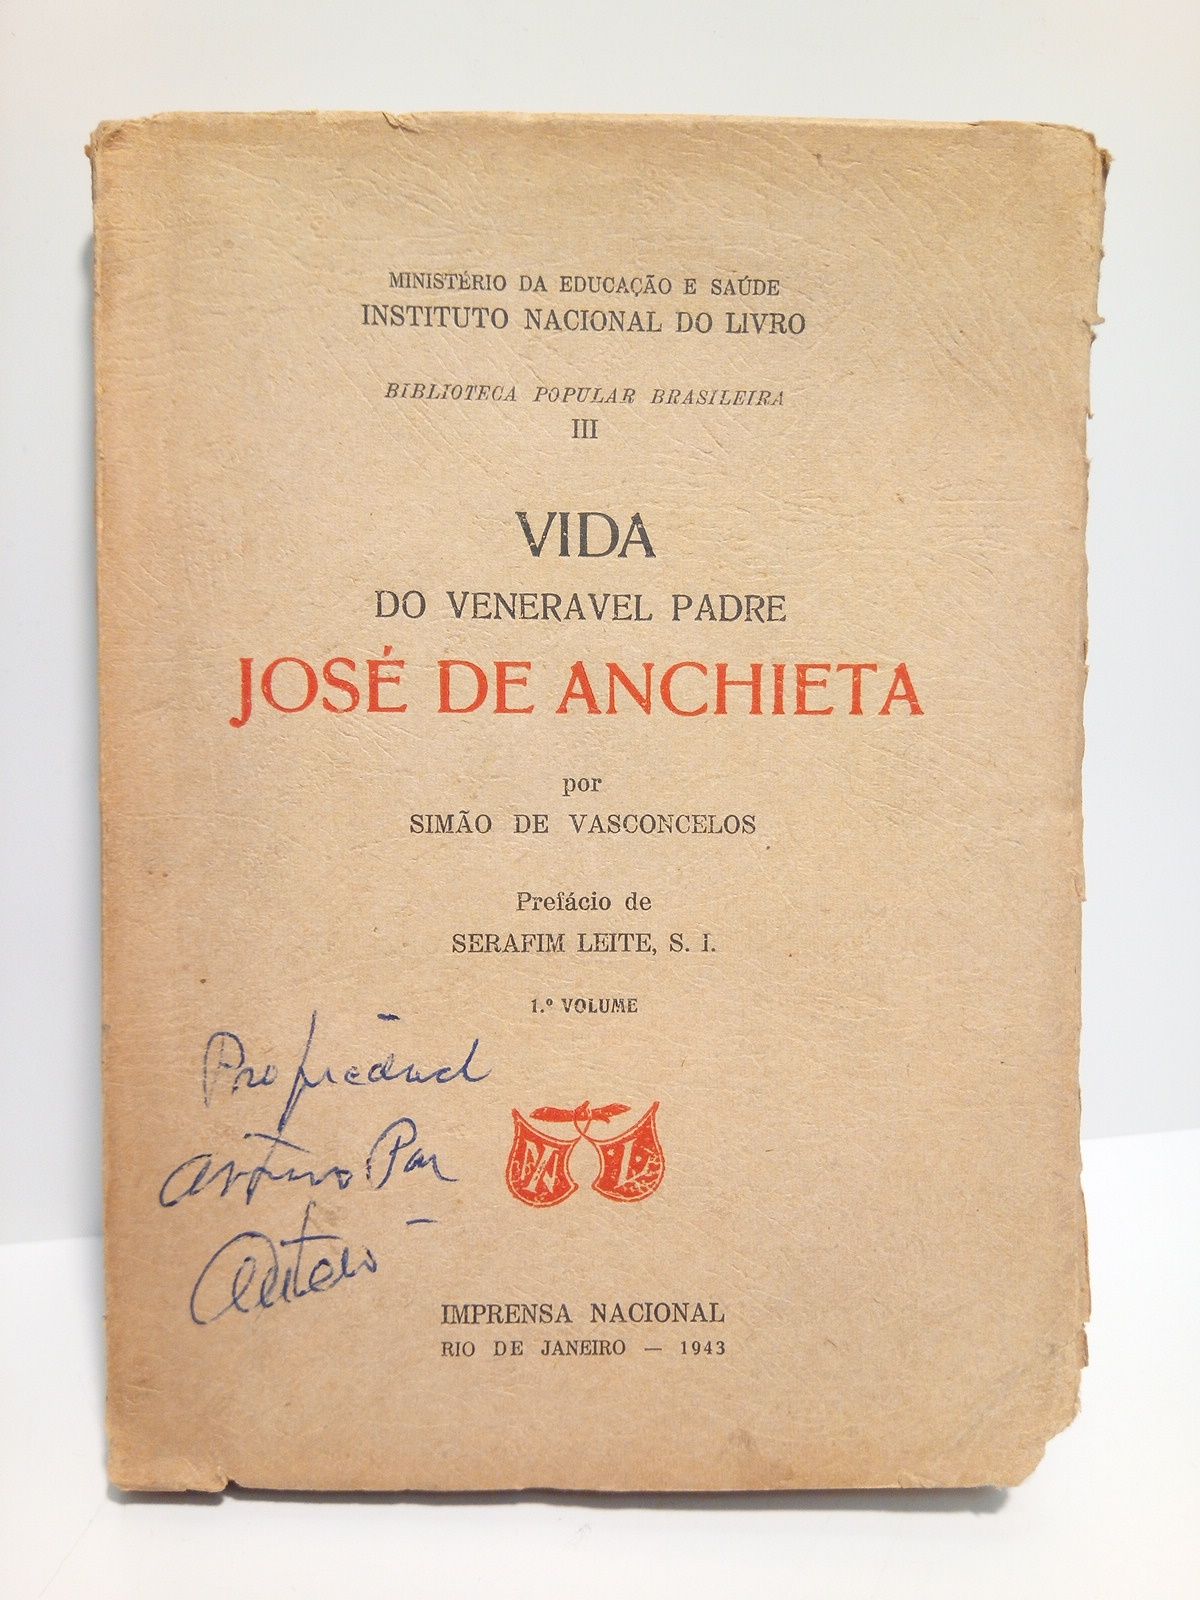 MINISTÉRIO DA EDUCAÇÃO E SAÚDE
INSTITUTO NACIONAL DO LIVRO
BIBLIOTECA POPULAR BRASILEIRA
III
VIDA
DO VENERAVEL PADRE
JOSÉ DE ANCHIETA
por
SIMÃO DE VASCONCELOS
Prefácio de
SERAFIM LEITE, S. I.
1.º VOLUME
Propiedad
L
IMPRENSA NACIONAL
RIO DE JANEIRO — 1943